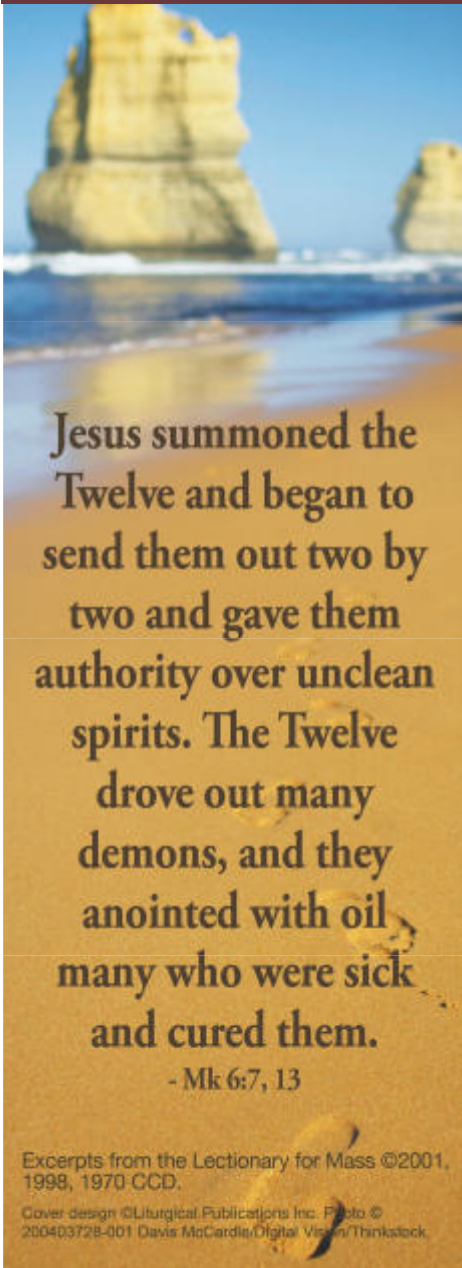 Jesus summoned the
Twelve and began to
send them out two by
two and gave them
authority over unclean
spirits. The Twelve
drove out many
demons, and they
anointed with oil
many who were sick
and cured them.
- Mk 6:7, 13
Excerpts from the Lectionary for Mass ©2001,
1998, 1970 CCD.
Cover design ©Liturgical Publications Inc. Photo ©
200403728-001 Davis McCardle/Digital Vision/Thinkstock